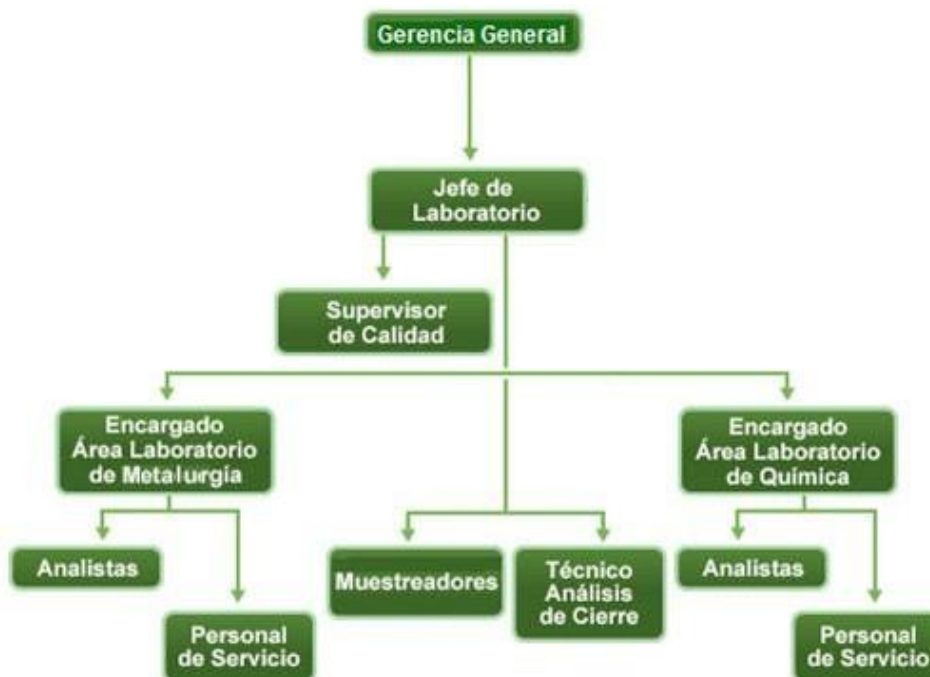 Gerencia General
Jefe de
Laboratorio
Supervisor
de Calidad
Encargado
Área Laboratorio
de Metalurgía
Encargado
Área Laboratorio
de Química
Analistas
Personal
de Servicio
Muestreadores
Técnico
Análisis
de Cierre
Analistas
Personal
de Servicio